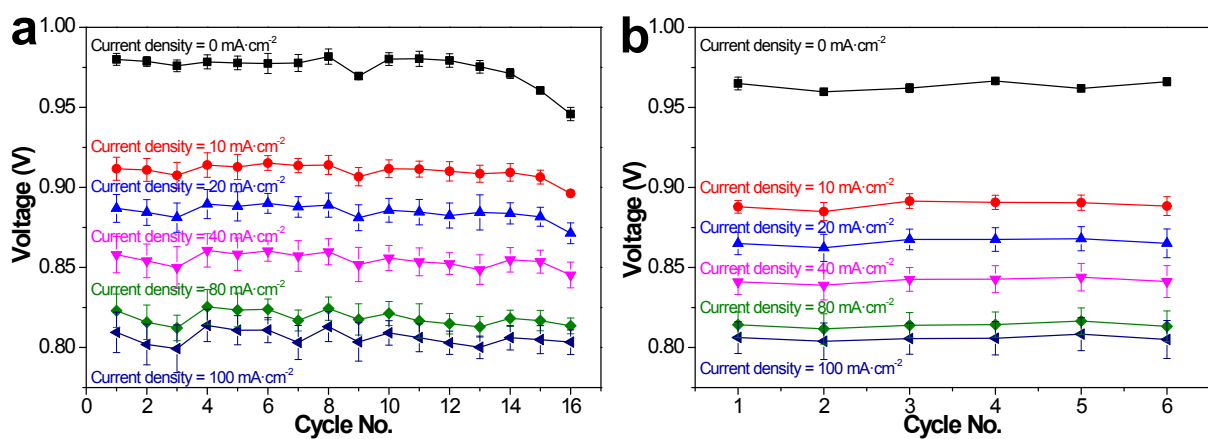 a
1.00
0.95
0.90
0.85
0.80
Voltage (V)
Current density = 0 mA·cm-2
Current density = 10 mA·cm-2
Current density = 20 mA·cm-2
Current density = 40 mA·cm-2
Current density = 80 mA·cm-2
Current density = 100 mA·cm-2
0 2 4 6 8 10 12 14 16
Cycle No.
b
1.00
0.95
0.90
0.85
0.80
Voltage (V)
Current density = 0 mA·cm-2
Current density = 10 mA·cm-2
Current density = 20 mA·cm-2
Current density = 40 mA·cm-2
Current density = 80 mA·cm-2
Current density = 100 mA·cm-2
1 2 3 4 5 6
Cycle No.